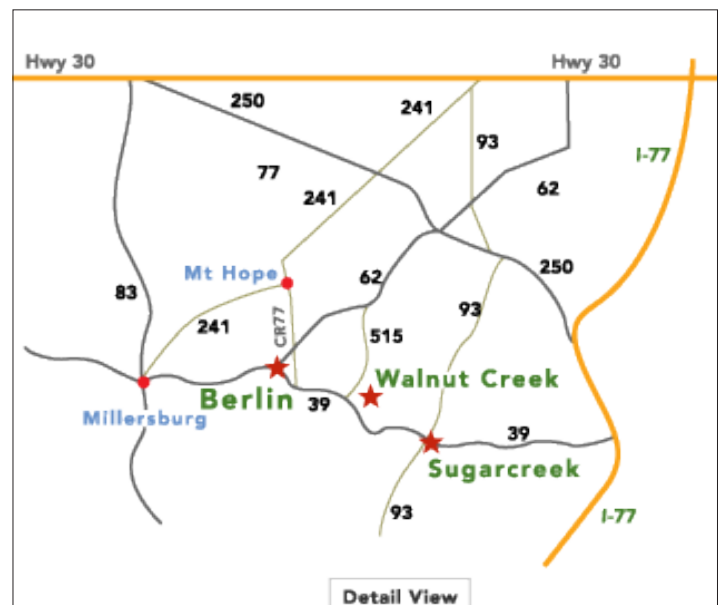 Hwy 30
Hwy 30
250
241
93
I-77
77
62
241
Mt Hope
62
250
83
93
241
CR77
515
Walnut Creek
Berlin
39
Millersburg
39
Sugarcreek
93
I-77
Detail View